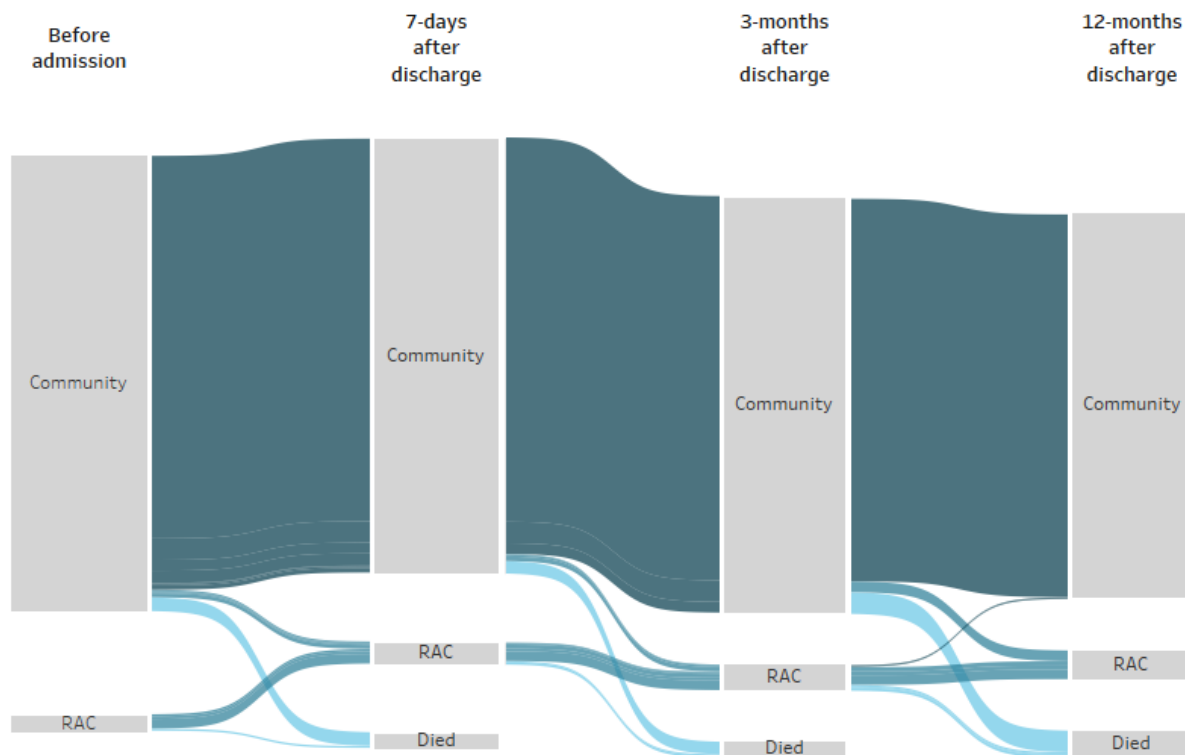 Before
admission
7-days
after
discharge
3-months
after
discharge
12-months
after
discharge
Community
Community
Community
Community
RAC
RAC
RAC
RAC
Died
Died
Died